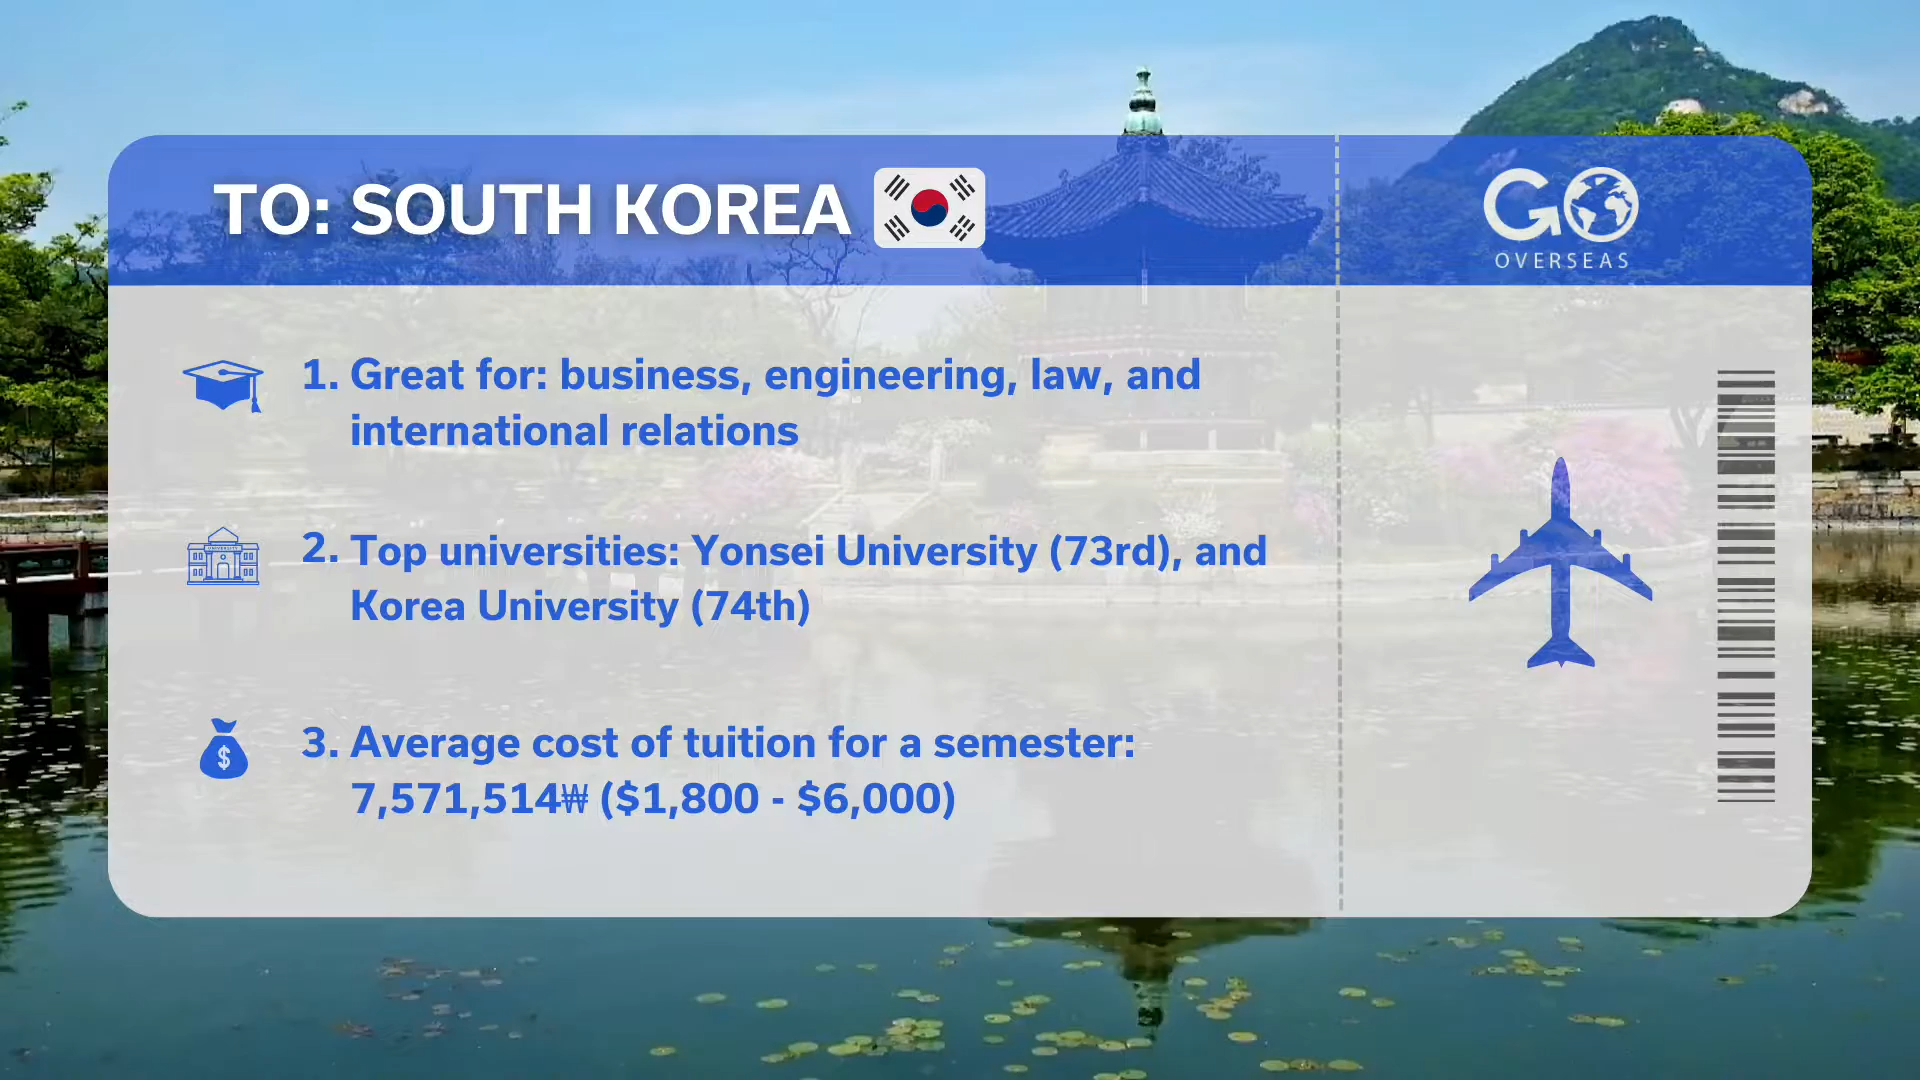 TO: SOUTH KOREA
GO
OVERSEAS
1. Great for: business, engineering, law, and
international relations
UNIVERSITY
2. Top universities: Yonsei University (73rd), and
Korea University (74th)
$
3. Average cost of tuition for a semester:
7,571,514₩ ($1,800 - $6,000)